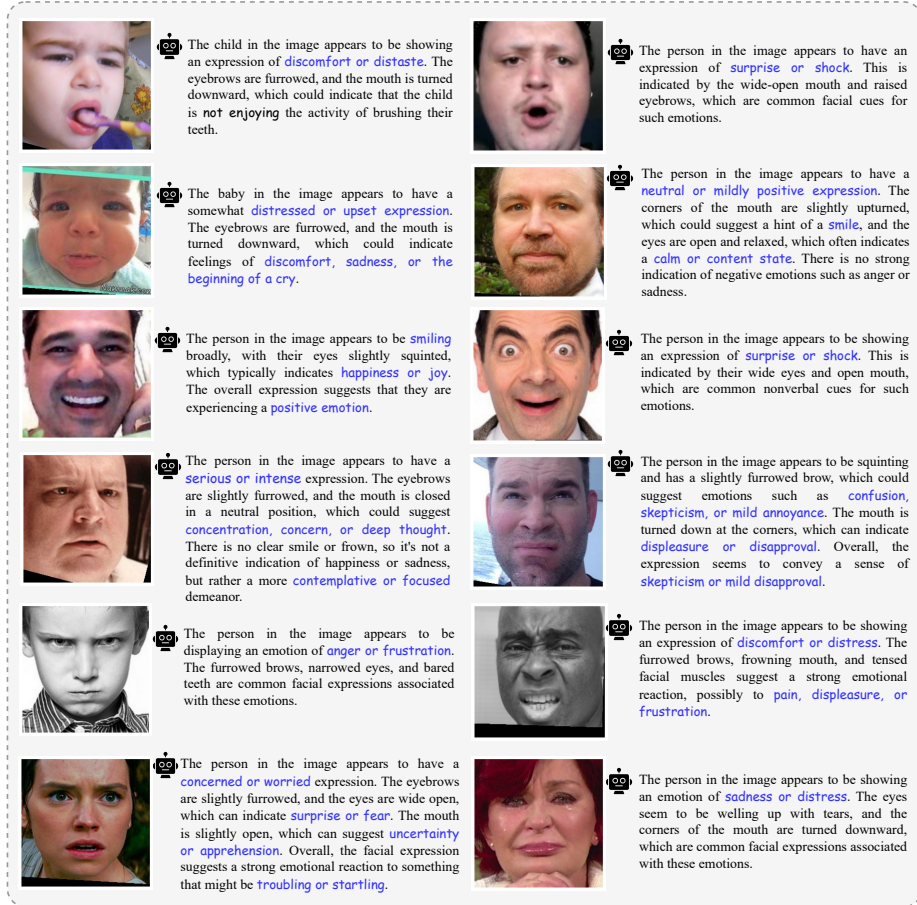 The child in the image appears to be showing
an expression of discomfort or distaste. The
eyebrows are furrowed, and the mouth is turned
downward, which could indicate that the child
is not enjoying the activity of brushing their
teeth.
The person in the image appears to have an
expression of surprise or shock. This is
indicated by the wide-open mouth and raised
eyebrows, which are common facial cues for
such emotions.
The baby in the image appears to have a
somewhat distressed or upset expression.
The eyebrows are furrowed, and the mouth is
turned downward, which could indicate
feelings of discomfort, sadness, or the
beginning of a cry.
The person in the image appears to have a
neutral or mildly positive expression. The
corners of the mouth are slightly upturned,
which could suggest a hint of a smile, and the
eyes are open and relaxed, which often indicates
a calm or content state. There is no strong
indication of negative emotions such as anger or
sadness.
The person in the image appears to be smiling
broadly, with their eyes slightly squinted,
which typically indicates happiness or joy.
The overall expression suggests that they are
experiencing a positive emotion.
The person in the image appears to be showing
an expression of surprise or shock. This is
indicated by their wide eyes and open mouth,
which are common nonverbal cues for such
emotions.
The person in the image appears to have a
serious or intense expression. The eyebrows
are slightly furrowed, and the mouth is closed
in a neutral position, which could suggest
concentration, concern, or deep thought.
There is no clear smile or frown, so it's not a
definitive indication of happiness or sadness,
but rather a more contemplative or focused
demeanor.
The person in the image appears to be squinting
and has a slightly furrowed brow, which could
suggest emotions such as confusion,
skepticism, or mild annoyance. The mouth is
turned down at the corners, which can indicate
displeasure or disapproval. Overall, the
expression seems to convey a sense of
skepticism or mild disapproval.
The person in the image appears to be
displaying an emotion of anger or frustration.
The furrowed brows, narrowed eyes, and bared
teeth are common facial expressions associated
with these emotions.
The person in the image appears to be showing
an expression of discomfort or distress. The
furrowed brows, frowning mouth, and tensed
facial muscles suggest a strong emotional
reaction, possibly to pain, displeasure, or
frustration.
The person in the image appears to have a
concerned or worried expression. The eyebrows
are slightly furrowed, and the eyes are wide open,
which can indicate surprise or fear. The mouth
is slightly open, which can suggest uncertainty
or apprehension. Overall, the facial expression
suggests a strong emotional reaction to something
that might be troubling or startling.
The person in the image appears to be showing
an emotion of sadness or distress. The eyes
seem to be welling up with tears, and the
corners of the mouth are turned downward,
which are common facial expressions associated
with these emotions.